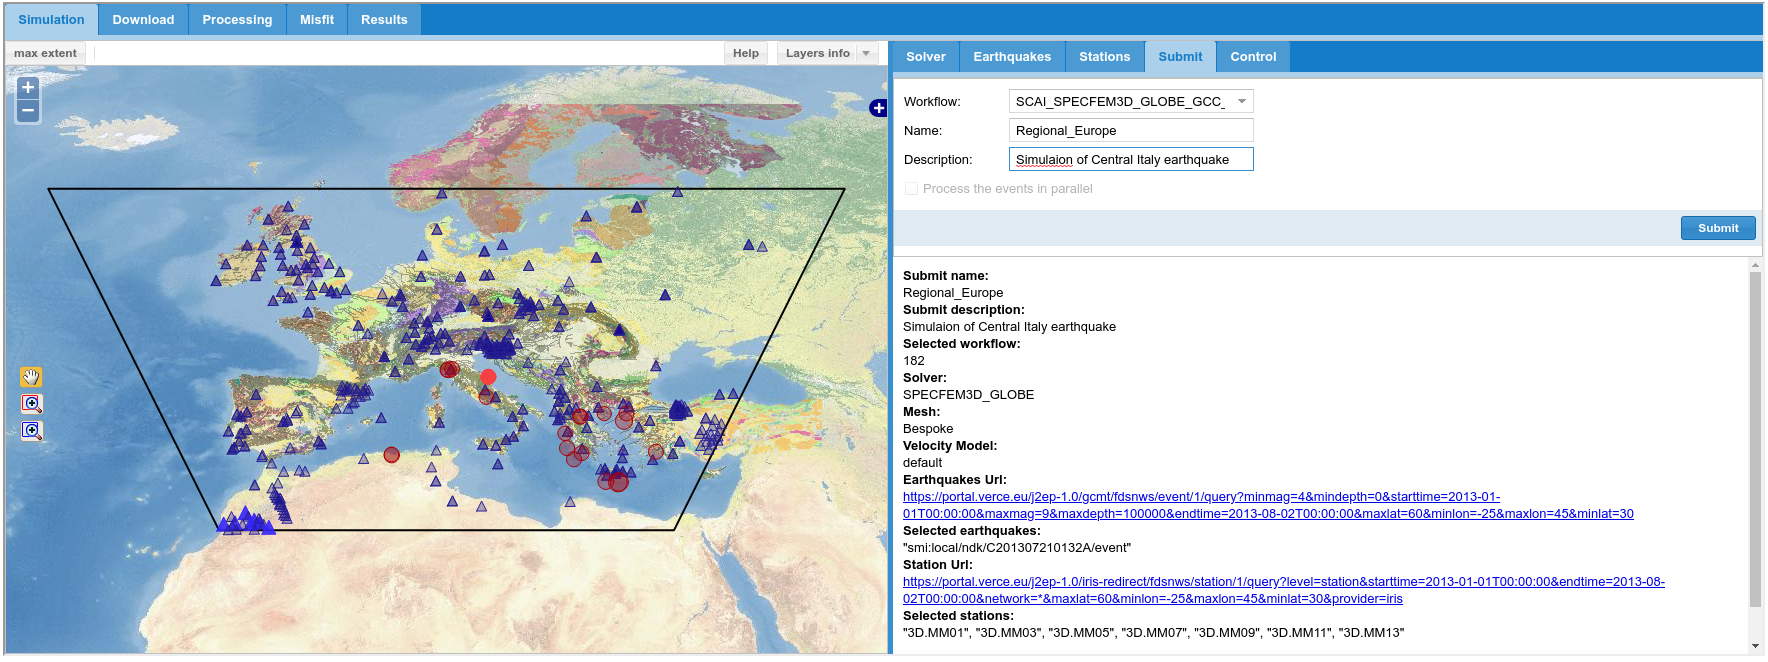 Simulation Download Processing Misfit Results
max extent Help Layers info
Solver Earthquakes Stations Submit Control
Workflow: SCAI_SPECFEM3D_GLOBE_GCC_
Name: Regional_Europe
Description: Simulaion of Central Italy earthquake
Process the events in parallel
Submit
Submit name:
Regional_Europe
Submit description:
Simulaion of Central Italy earthquake
Selected workflow:
182
Solver:
SPECFEM3D_GLOBE
Mesh:
Bespoke
Velocity Model:
default
Earthquakes Url:
https://portal.verce.eu/j2ep-1.0/gcmt/fdsnws/event/1/query?minmag=4&mindepth=0&starttime=2013-01-
01T00:00:00&maxmag=9&maxdepth=100000&endtime=2013-08-02T00:00:00&maxlat=60&minlon=-25&maxlon=45&minlat=30
Selected earthquakes:
"smi:local/ndk/C201307210132A/event"
Station Url:
https://portal.verce.eu/j2ep-1.0/iris-redirect/fdsnws/station/1/query?level=station&starttime=2013-01-01T00:00:00&endtime=2013-08-
02T00:00:00&network=*&maxlat=60&minlon=-25&maxlon=45&minlat=30&provider=iris
Selected stations:
"3D.MM01", "3D.MM03", "3D.MM05", "3D.MM07", "3D.MM09", "3D.MM11", "3D.MM13"